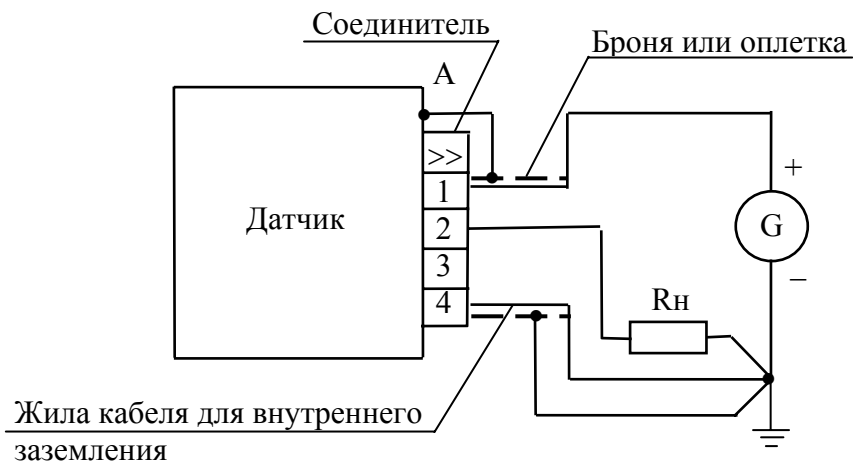 Соединитель
Броня или оплетка
А
>>
1
2
3
4
Датчик
+
G
–
Rн
Жила кабеля для внутреннего
заземления